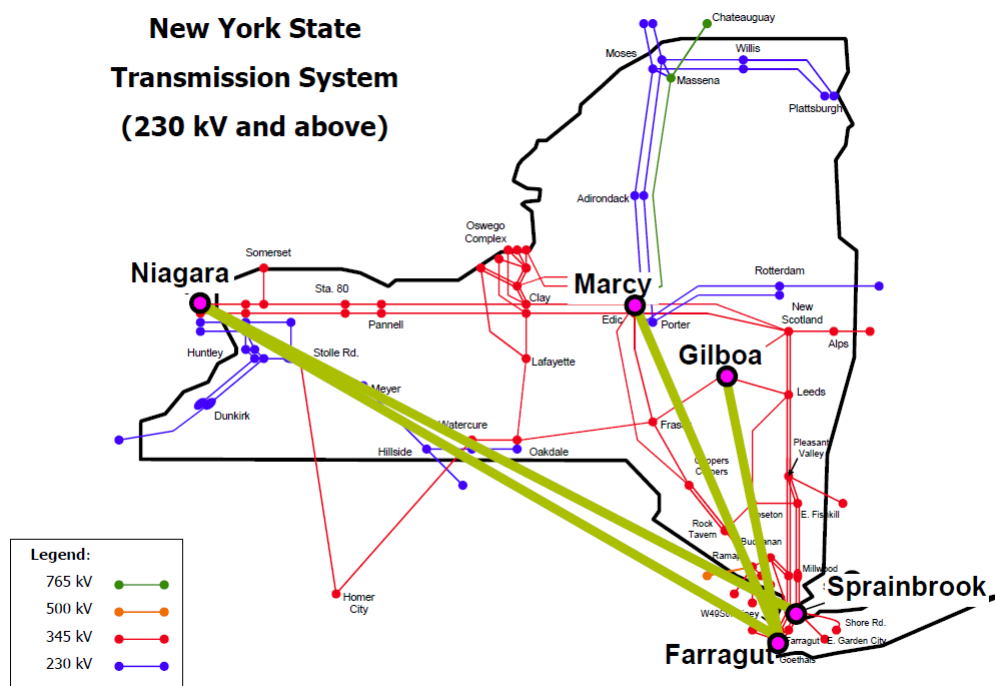 New York State
Transmission System
(230 kV and above)
Chateauguay
Moses
Willis
Massena
Plattsburgh
Adirondack
Oswego
Complex
Somerset
Niagara
Sta. 80
Clay
Marcy
Rotterdam
Pannell
Edic
Porter
New
Scotland
Alps
Huntley
Stolle Rd.
Lafayette
Gilboa
Meyer
Leeds
Dunkirk
Watercure
Fraser
Hillside
Oakdale
Pleasant
Valley
Corners
E. Fishkill
Rock
Tavern
Buchanan
Millwood
Legend:
765 kV
500 kV
345 kV
230 kV
Homer
City
Sprainbrook
Shore Rd.
Farragut
Farragut
E. Garden City
Goethals